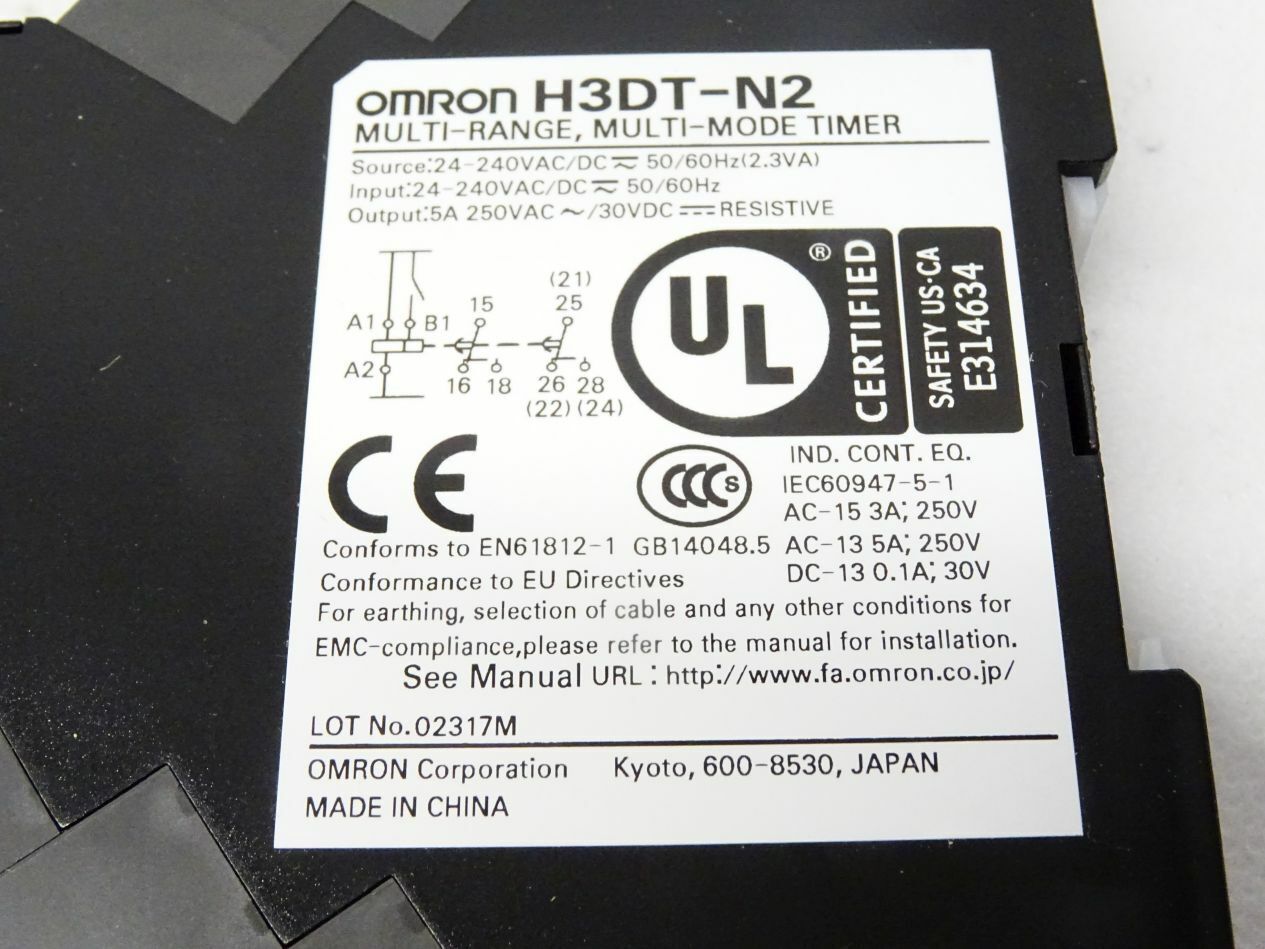 OMRON H3DT-N2
MULTI-RANGE, MULTI-MODE TIMER
Source:24-240VAC/DC ⎓ 50/60Hz(2.3VA)
Input:24-240VAC/DC ⎓ 50/60Hz
Output:5A 250VAC ~/30VDC ⎓ RESISTIVE
(21)
15 25
A1 B1
A2
16 18 26 28
(22) (24)
UL ®
CERTIFIED
SAFETY US·CA
E314634
CE
CCC S
IND. CONT. EQ.
IEC60947-5-1
AC-15 3A; 250V
Conforms to EN61812-1 GB14048.5 AC-13 5A; 250V
Conformance to EU Directives DC-13 0.1A; 30V
For earthing, selection of cable and any other conditions for
EMC-compliance,please refer to the manual for installation.
See Manual URL : http://www.fa.omron.co.jp/
LOT No.02317M
OMRON Corporation Kyoto, 600-8530, JAPAN
MADE IN CHINA